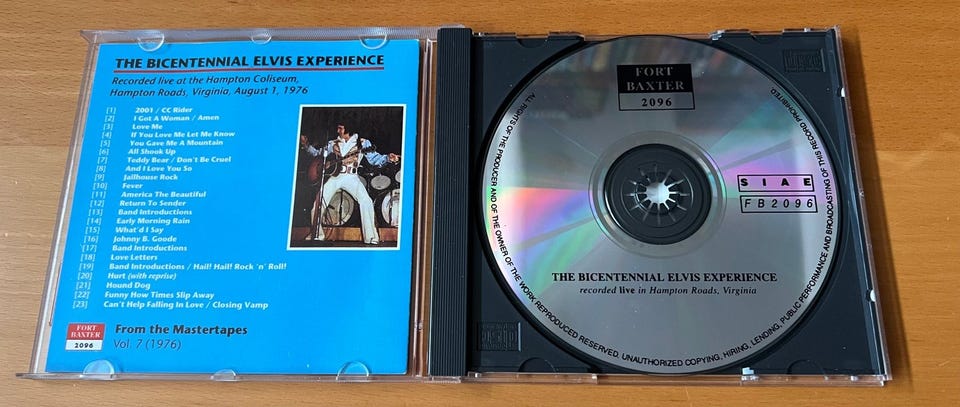 THE BICENTENNIAL ELVIS EXPERIENCE
Recorded live at the Hampton Coliseum,
Hampton Roads, Virginia, August 1, 1976
[1] 2001 / CC Rider
[2] I Got A Woman / Amen
[3] Love Me
[4] If You Love Me Let Me Know
[5] You Gave Me A Mountain
[6] All Shook Up
[7] Teddy Bear / Don't Be Cruel
[8] And I Love You So
[9] Jailhouse Rock
[10] Fever
[11] America The Beautiful
[12] Return To Sender
[13] Band Introductions
[14] Early Morning Rain
[15] What'd I Say
[16] Johnny B. Goode
[17] Band Introductions
[18] Love Letters
[19] Band Introductions / Hail! Hail! Rock 'n' Roll!
[20] Hurt (with reprise)
[21] Hound Dog
[22] Funny How Times Slip Away
[23] Can't Help Falling In Love / Closing Vamp
FORT
BAXTER
2096
From the Mastertapes
Vol. 7 (1976)
FORT
BAXTER
2096
ALL RIGHTS OF THE PRODUCER AND OF THE OWNER OF THE WORK REPRODUCED RESERVED. UNAUTHORIZED COPYING, HIRING, LENDING, PUBLIC PERFORMANCE AND BROADCASTING OF THIS RECORD PROHIBITED.
SIAE
FB2096
THE BICENTENNIAL ELVIS EXPERIENCE
recorded live in Hampton Roads, Virginia